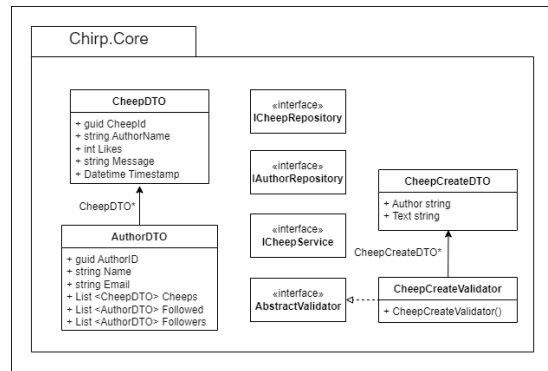 Chirp.Core
CheepDTO
+ guid CheepId
+ string AuthorName
+ int Likes
+ string Message
+ Datetime Timestamp
CheepDTO*
AuthorDTO
+ guid AuthorID
+ string Name
+ string Email
+ List <CheepDTO> Cheeps
+ List <AuthorDTO> Followed
+ List <AuthorDTO> Followers
«interface»
ICheepRepository
«interface»
IAuthorRepository
«interface»
ICheepService
«interface»
AbstractValidator
CheepCreateDTO
+ Author string
+ Text string
CheepCreateDTO*
CheepCreateValidator
+ CheepCreateValidator()